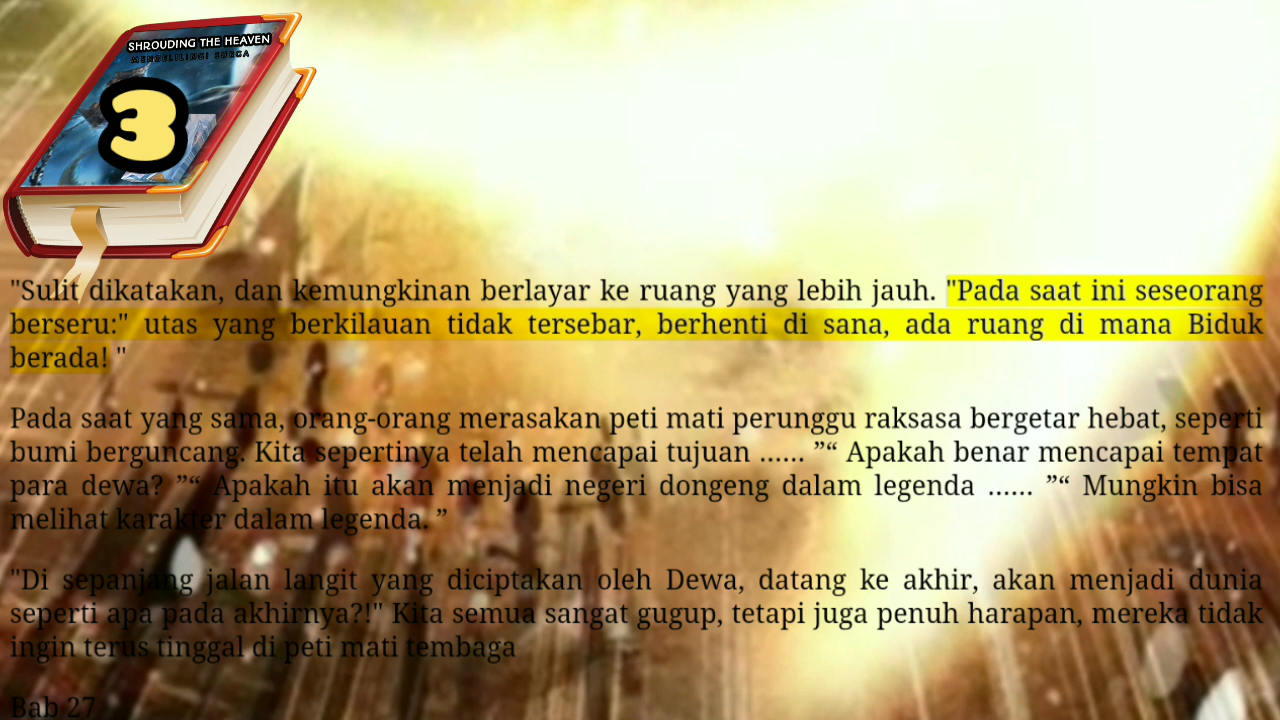 SHROUDING THE HEAVEN
MENGELILINGI SURGA
3
"Sulit dikatakan, dan kemungkinan berlayar ke ruang yang lebih jauh. "Pada saat ini seseorang
berseru:" utas yang berkilauan tidak tersebar, berhenti di sana, ada ruang di mana Biduk
berada! "
Pada saat yang sama, orang-orang merasakan peti mati perunggu raksasa bergetar hebat, seperti
bumi berguncang. Kita sepertinya telah mencapai tujuan ...... ”“ Apakah benar mencapai tempat
para dewa? ”“ Apakah itu akan menjadi negeri dongeng dalam legenda ...... ”“ Mungkin bisa
melihat karakter dalam legenda. ”
"Di sepanjang jalan langit yang diciptakan oleh Dewa, datang ke akhir, akan menjadi dunia
seperti apa pada akhirnya?!" Kita semua sangat gugup, tetapi juga penuh harapan, mereka tidak
ingin terus tinggal di peti mati tembaga
Bab 27